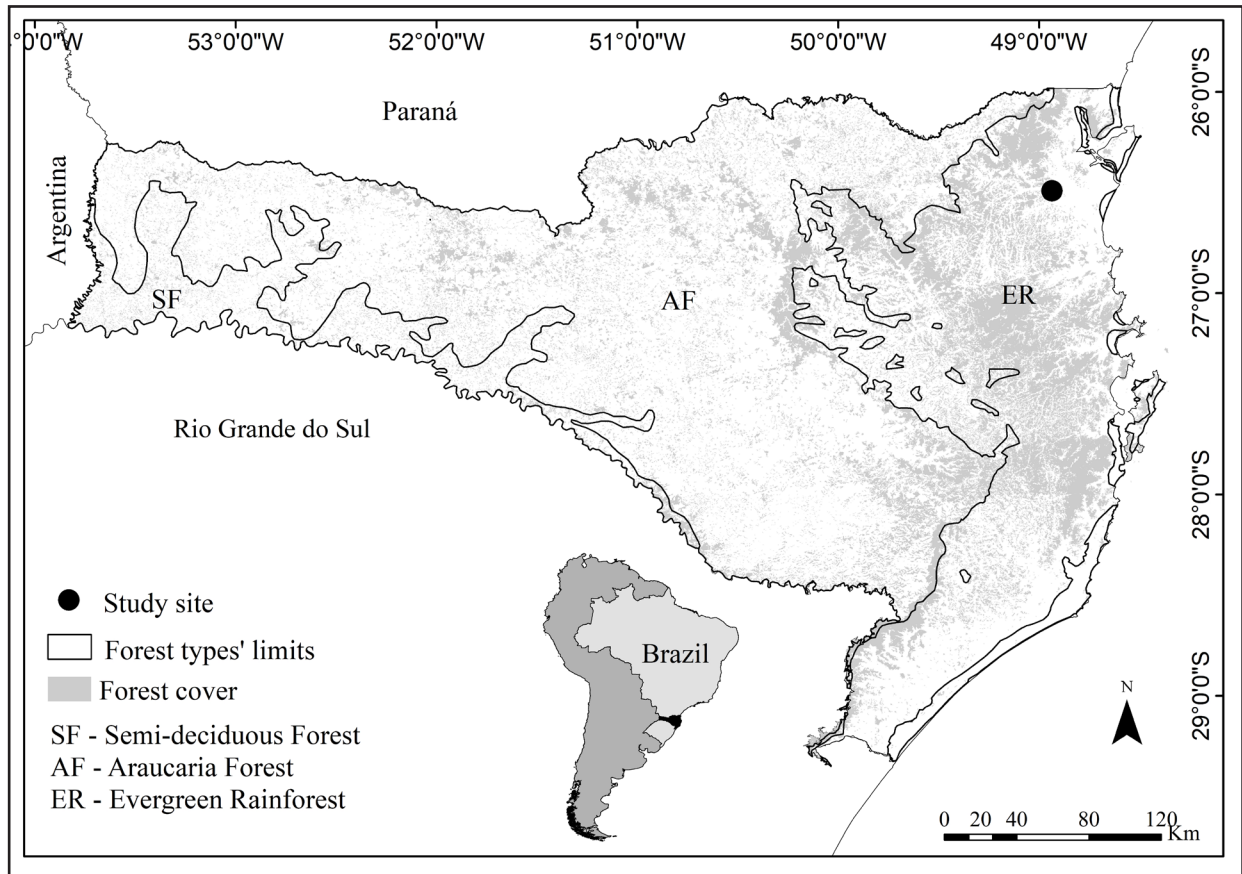 °0'0"W 53°0'0"W 52°0'0"W 51°0'0"W 50°0'0"W 49°0'0"W
26°0'0"S
Paraná
Argentina
SF
AF
ER
27°0'0"S
Rio Grande do Sul
28°0'0"S
Study site
Forest types' limits
Forest cover
SF - Semi-deciduous Forest
AF - Araucaria Forest
ER - Evergreen Rainforest
Brazil
29°0'0"S
N
0 20 40 80 120
Km